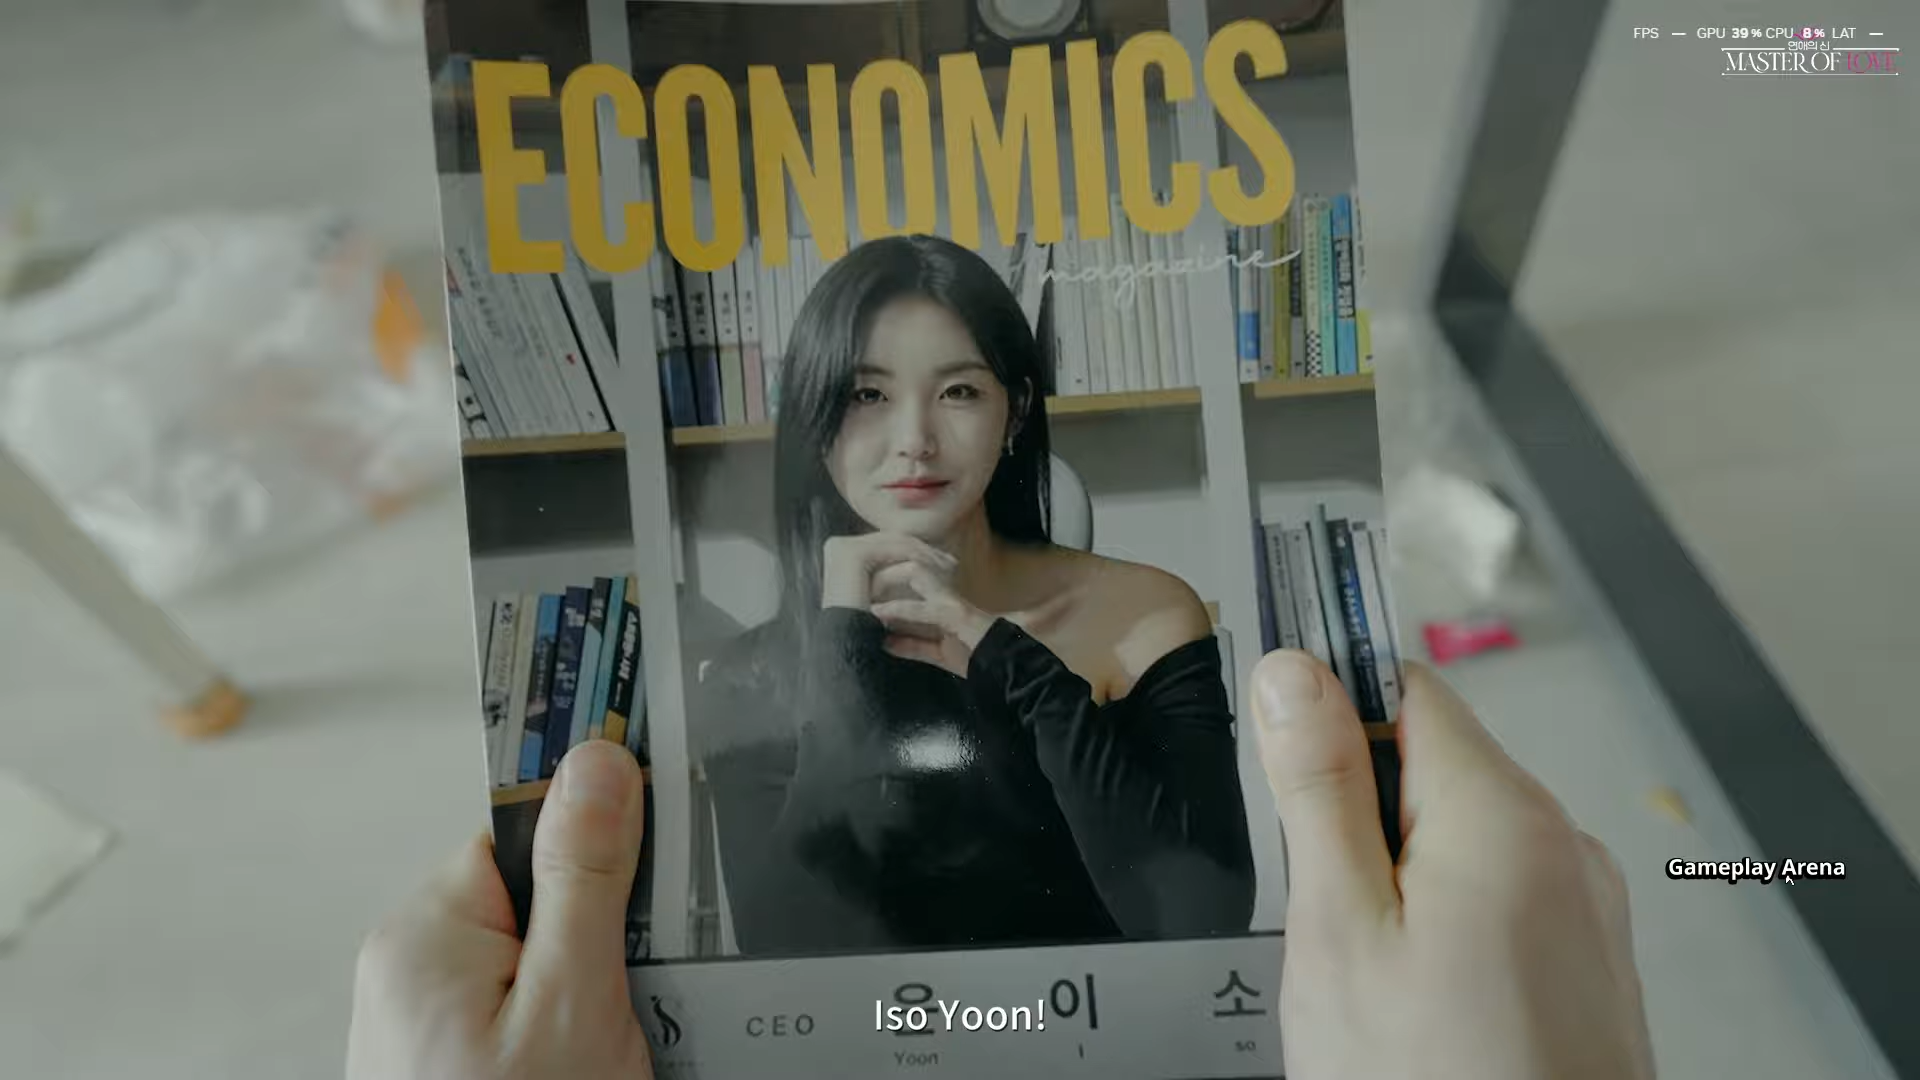 FPS — GPU 39% CPU 8% LAT —
연애의 신
MASTER OF LOVE
ECONOMICS
magazine
Gameplay Arena
CEO 윤 이 소
Iso Yoon!
Yoon I so